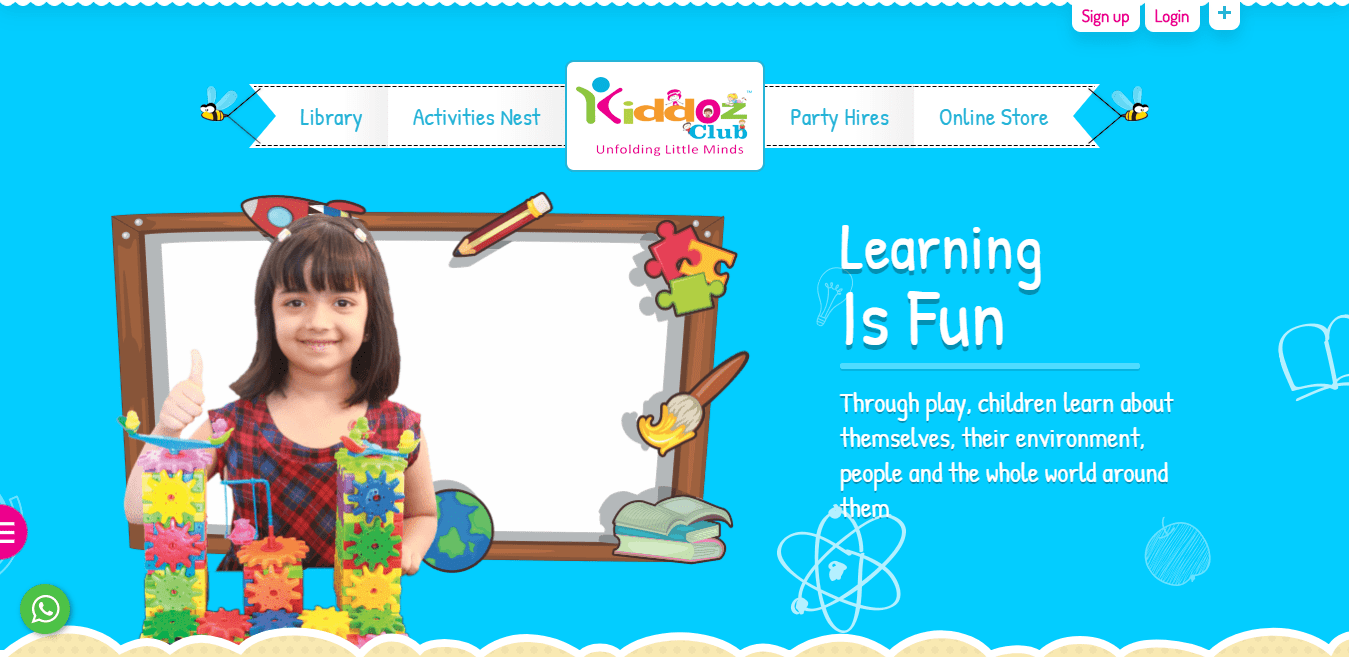 Sign up
Login
+
Library
Activities Nest
Kiddoz
Club
Unfolding Little Minds
Party Hires
Online Store
Learning
Is Fun
Through play, children learn about
themselves, their environment,
people and the whole world around
them